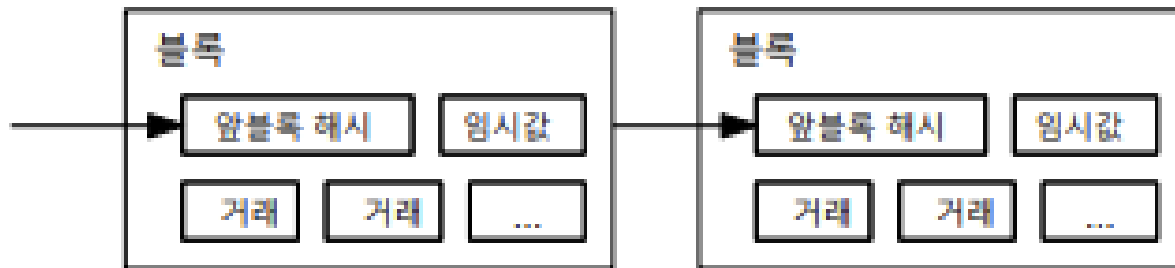 블록
앞블록 해시 임시값
거래 거래 ...
블록
앞블록 해시 임시값
거래 거래 ...